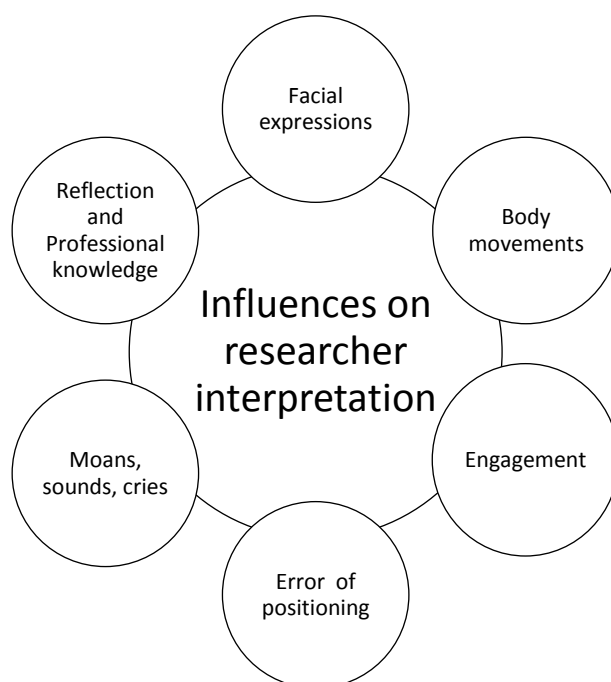 Facial
expressions
Body
movements
Engagement
Error of
positioning
Moans,
sounds, cries
Reflection
and
Professional
knowledge
Influences on
researcher
interpretation